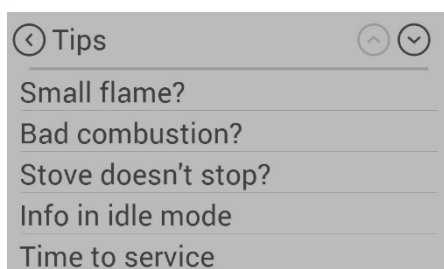 Tips
Small flame?
Bad combustion?
Stove doesn't stop?
Info in idle mode
Time to service